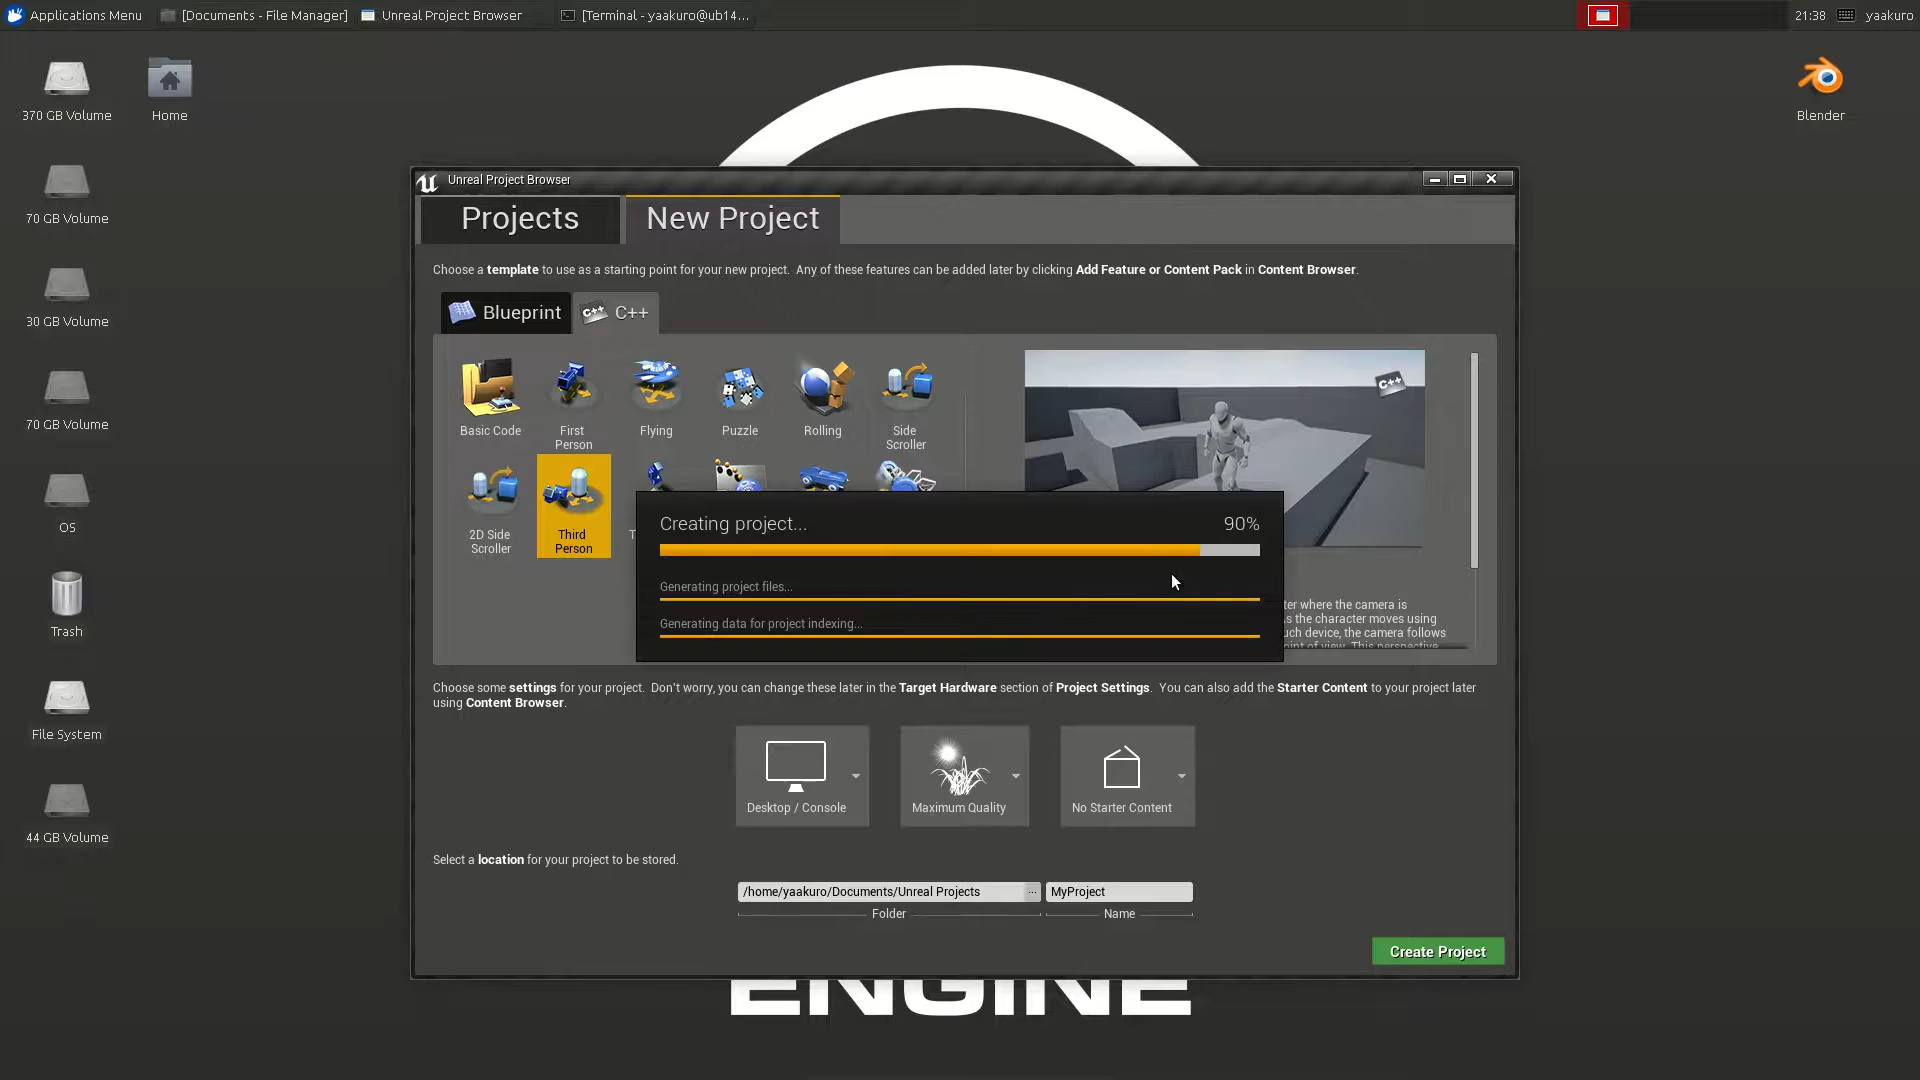 Applications Menu
[Documents - File Manager]
Unreal Project Browser
[Terminal - yaakuro@ub14...
21:38
yaakuro
370 GB Volume
Home
Blender
70 GB Volume
30 GB Volume
70 GB Volume
OS
Trash
File System
44 GB Volume
Unreal Project Browser
Projects
New Project
Choose a template to use as a starting point for your new project.  Any of these features can be added later by clicking Add Feature or Content Pack in Content Browser.
Blueprint
C++
C++
Basic Code
First
Person
Flying
Puzzle
Rolling
Side
Scroller
2D Side
Scroller
Third
Person
T
Creating project...
90%
Generating project files...
Generating data for project indexing...
ter where the camera is
s the character moves using
uch device, the camera follows
int of view. This perspective
Choose some settings for your project.  Don't worry, you can change these later in the Target Hardware section of Project Settings.  You can also add the Starter Content to your project later
using Content Browser.
Desktop / Console
Maximum Quality
No Starter Content
Select a location for your project to be stored.
/home/yaakuro/Documents/Unreal Projects
...
MyProject
Folder
Name
Create Project
ENGINE